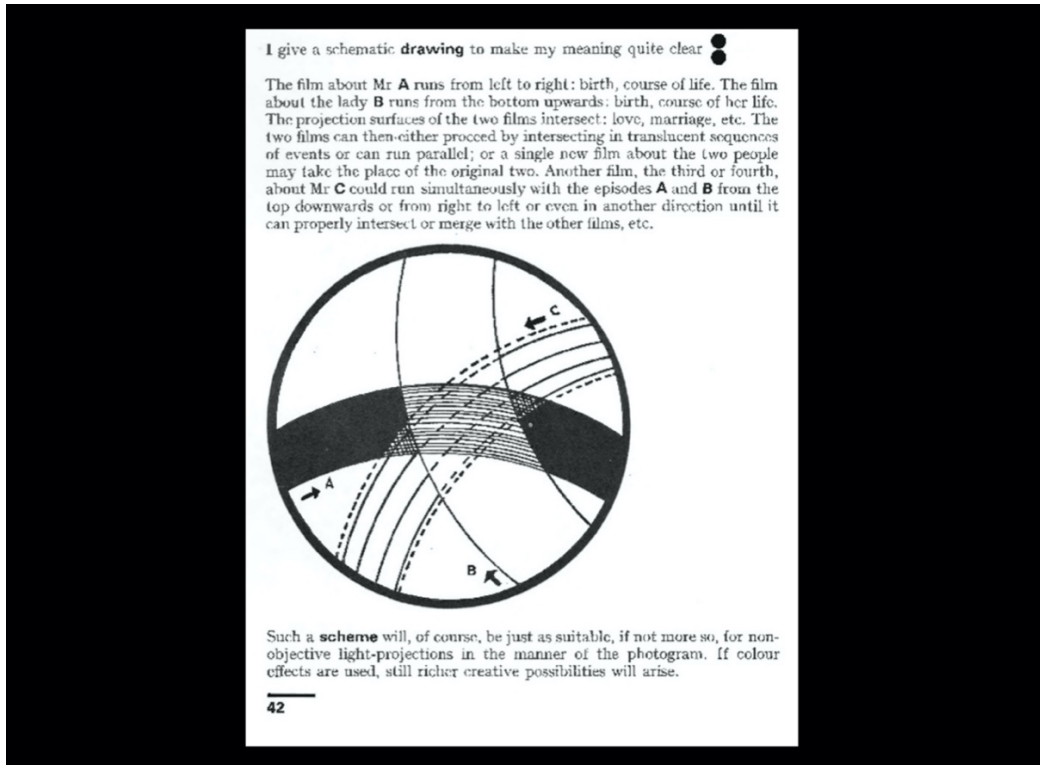 I give a schematic drawing to make my meaning quite clear
The film about Mr A runs from left to right: birth, course of life. The film
about the lady B runs from the bottom upwards: birth, course of her life.
The projection surfaces of the two films intersect: love, marriage, etc. The
two films can then either proceed by intersecting in translucent sequences
of events or can run parallel; or a single new film about the two people
may take the place of the original two. Another film, the third or fourth,
about Mr C could run simultaneously with the episodes A and B from the
top downwards or from right to left or even in another direction until it
can properly intersect or merge with the other films, etc.
C
A
B
Such a scheme will, of course, be just as suitable, if not more so, for non-
objective light-projections in the manner of the photogram. If colour
effects are used, still richer creative possibilities will arise.
42